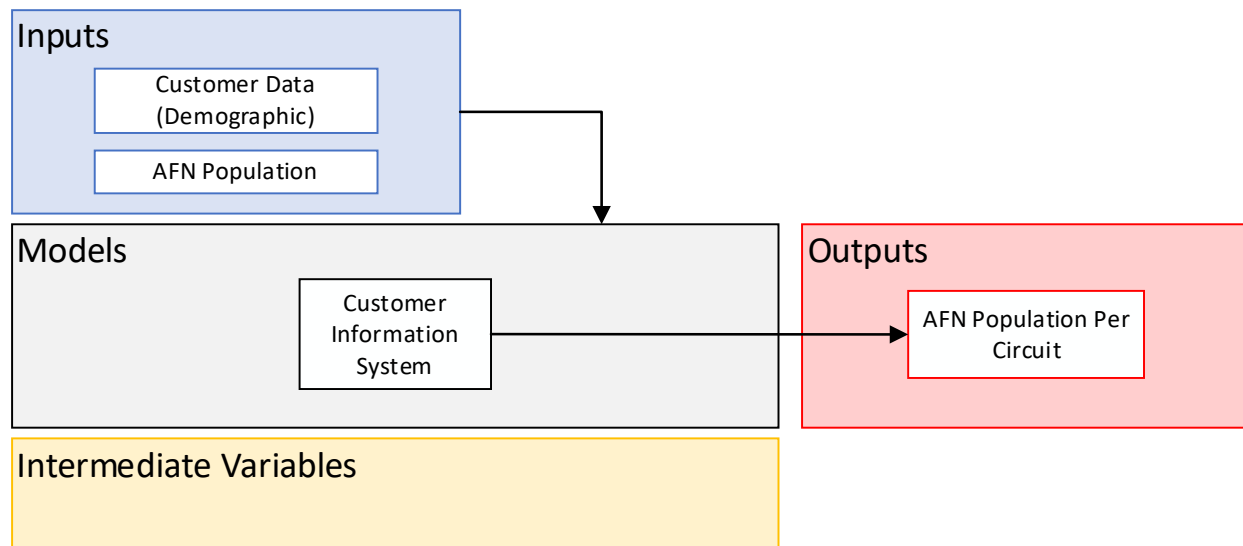 Inputs
Customer Data
(Demographic)
AFN Population
Models
Customer
Information
System
Outputs
AFN Population Per
Circuit
Intermediate Variables